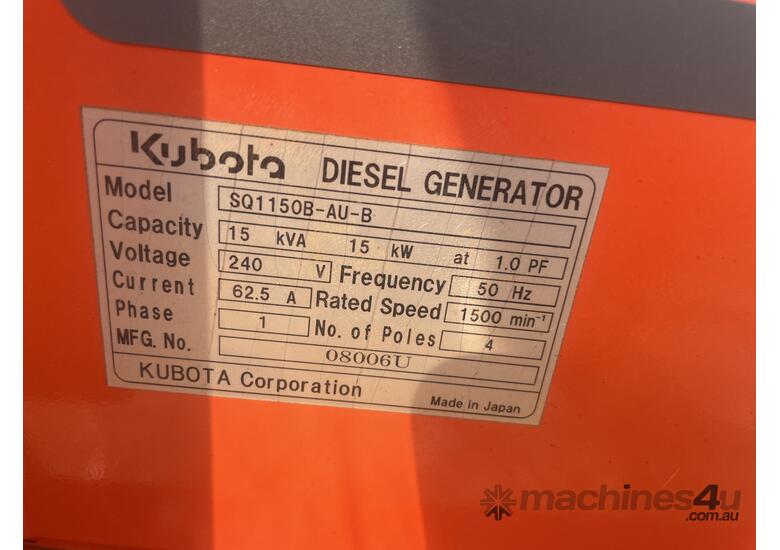 Kubota DIESEL GENERATOR
Model SQ1150B-AU-B
Capacity 15 kVA 15 kW at 1.0 PF
Voltage 240 V Frequency 50 Hz
Current 62.5 A Rated Speed 1500 min⁻¹
Phase 1 No. of Poles 4
MFG. No. 08006U
KUBOTA Corporation Made in Japan
machines4u
.com.au